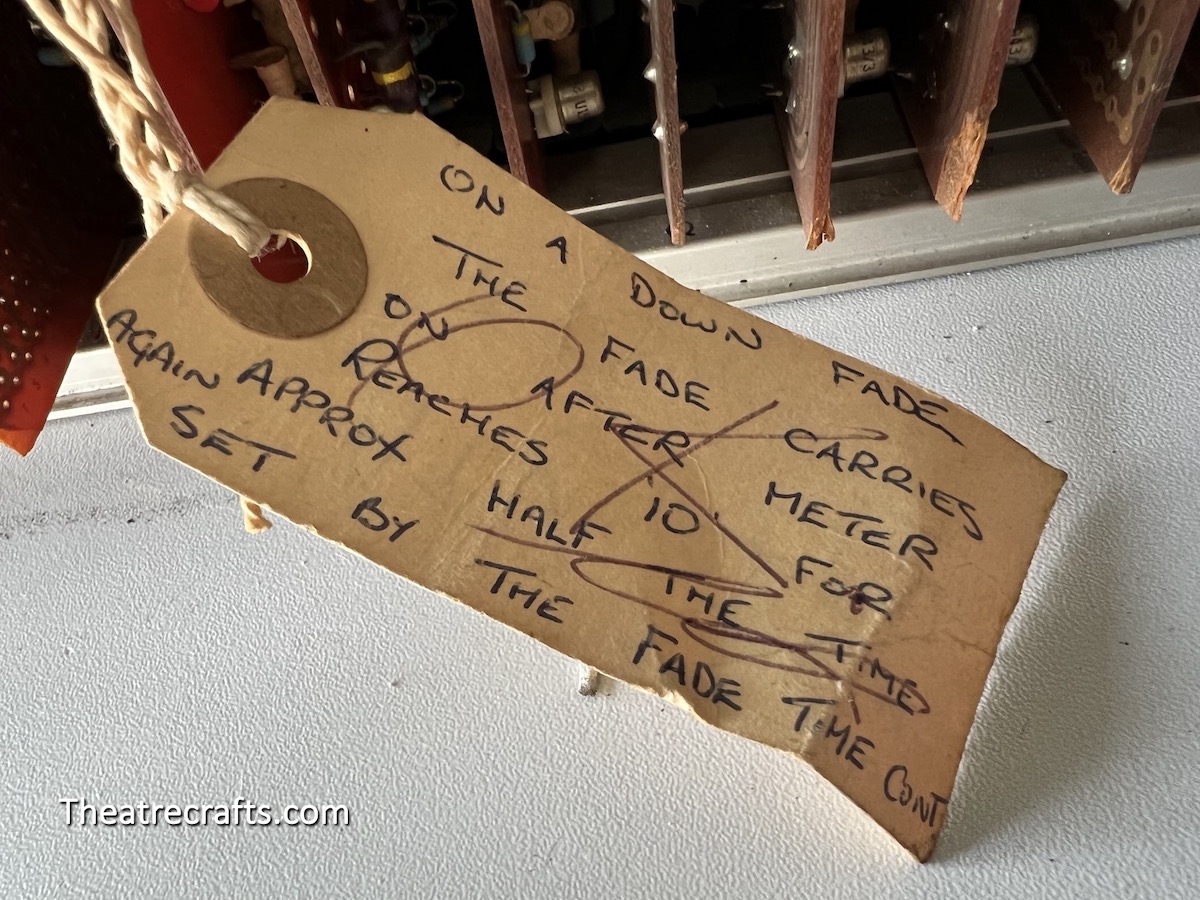 ON A DOWN FADE
THE FADE CARRIES
ON AFTER METER
REACHES '10' FOR
APPROX HALF THE TIME
AGAIN SET BY THE FADE TIME CONT
Theatrecrafts.com